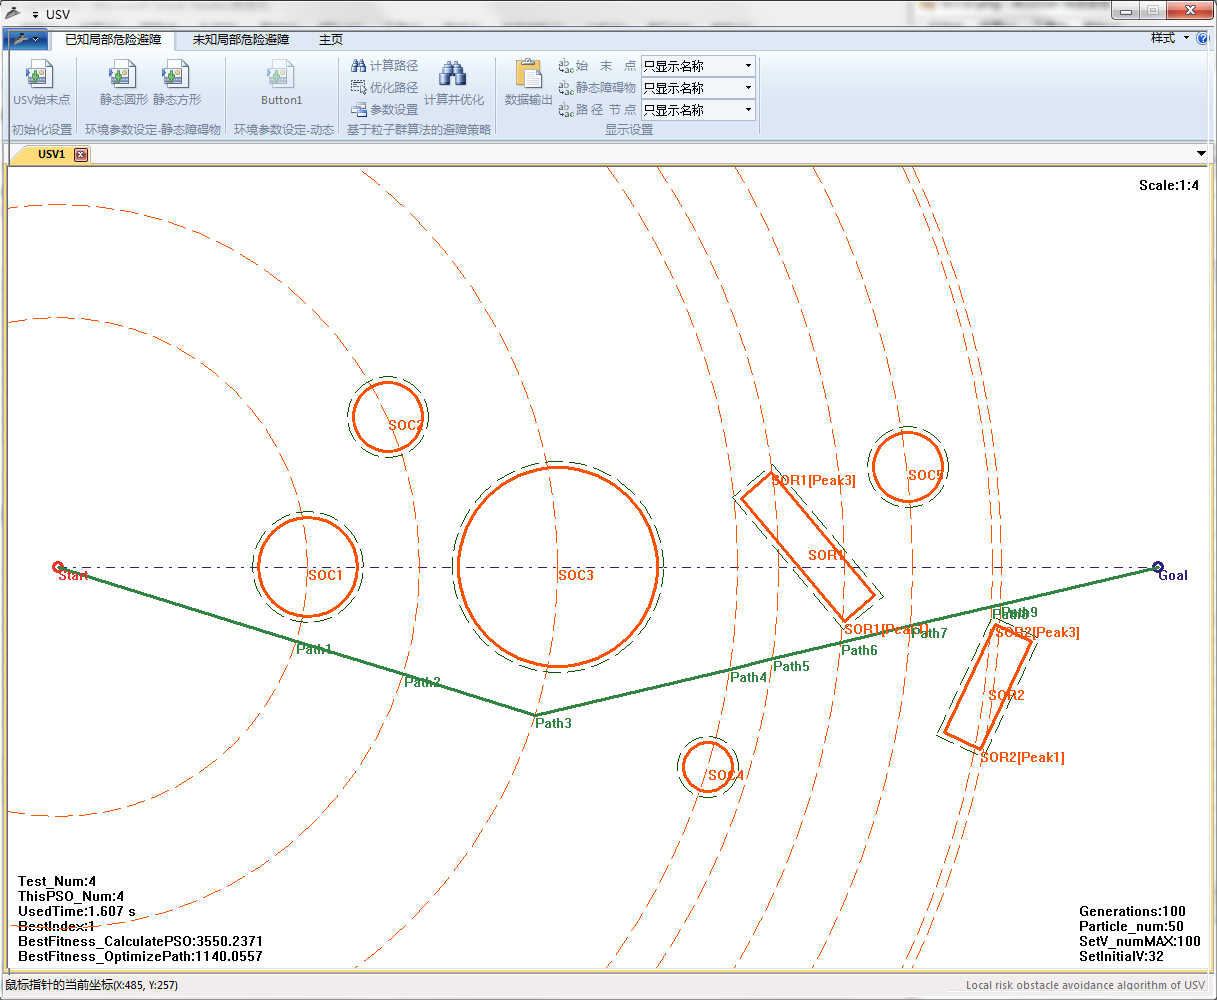 USV
已知局部危险避障 未知局部危险避障 主页 样式
USV始末点
初始化设置
静态圆形 静态方形
环境参数设定-静态障碍物
Button1
环境参数设定-动态
计算路径
优化路径
参数设置
计算并优化
基于粒子群算法的避障策略
数据输出
始 末 点 只显示名称
静态障碍物 只显示名称
路 径 节 点 只显示名称
显示设置
USV1
Scale:1:4
SOC2
SOC5
SOR1[Peak3]
SOR1
Start
SOC1
SOC3
Goal
Path9
SOR1[Peak1]
Path7
SOR2[Peak3]
Path1
Path6
Path5
Path4
Path2
SOR2
Path3
SOR2[Peak1]
SOC4
Test_Num:4
ThisPSO_Num:4
UsedTime:1.607 s
BestIndex:1
BestFitness_CalculatePSO:3550.2371
BestFitness_OptimizePath:1140.0557
Generations:100
Particle_num:50
SetV_numMAX:100
SetInitialV:32
鼠标指针的当前坐标(X:485, Y:257)
Local risk obstacle avoidance algorithm of USV